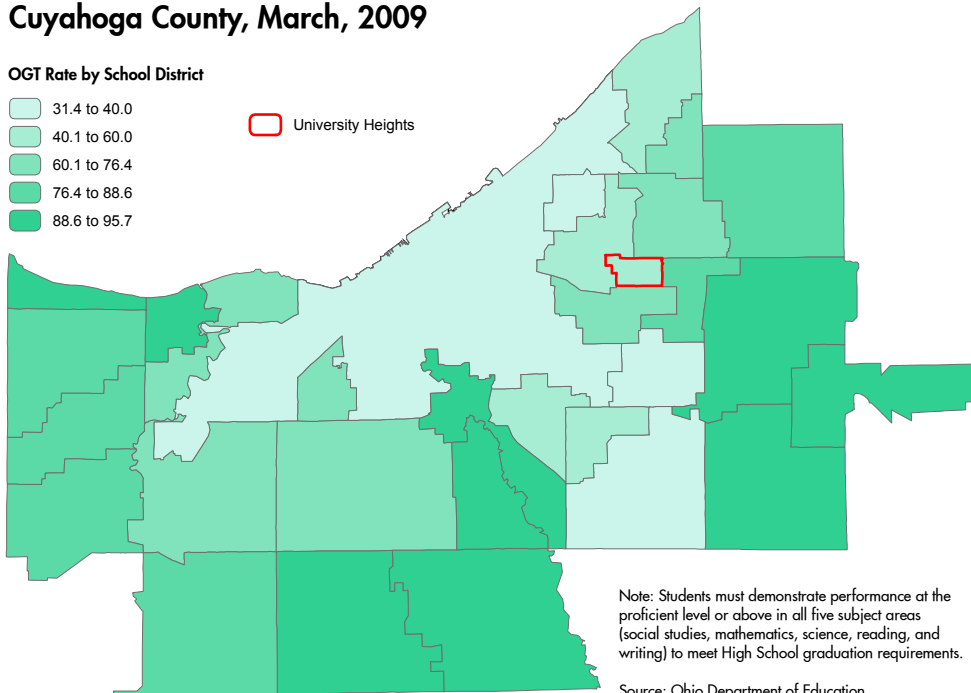 Cuyahoga County, March, 2009
OGT Rate by School District
31.4 to 40.0
40.1 to 60.0
60.1 to 76.4
76.4 to 88.6
88.6 to 95.7
University Heights
Note: Students must demonstrate performance at the
proficient level or above in all five subject areas
(social studies, mathematics, science, reading, and
writing) to meet High School graduation requirements.
Source: Ohio Department of Education